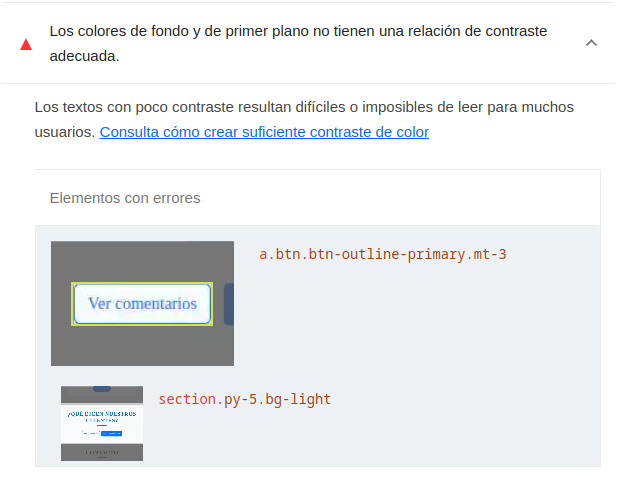 Los colores de fondo y de primer plano no tienen una relación de contraste
adecuada.
Los textos con poco contraste resultan difíciles o imposibles de leer para muchos
usuarios. Consulta cómo crear suficiente contraste de color
Elementos con errores
a.btn.btn-outline-primary.mt-3
Ver comentarios
section.py-5.bg-light
¿QUÉ DICEN NUESTROS
CLIENTES?